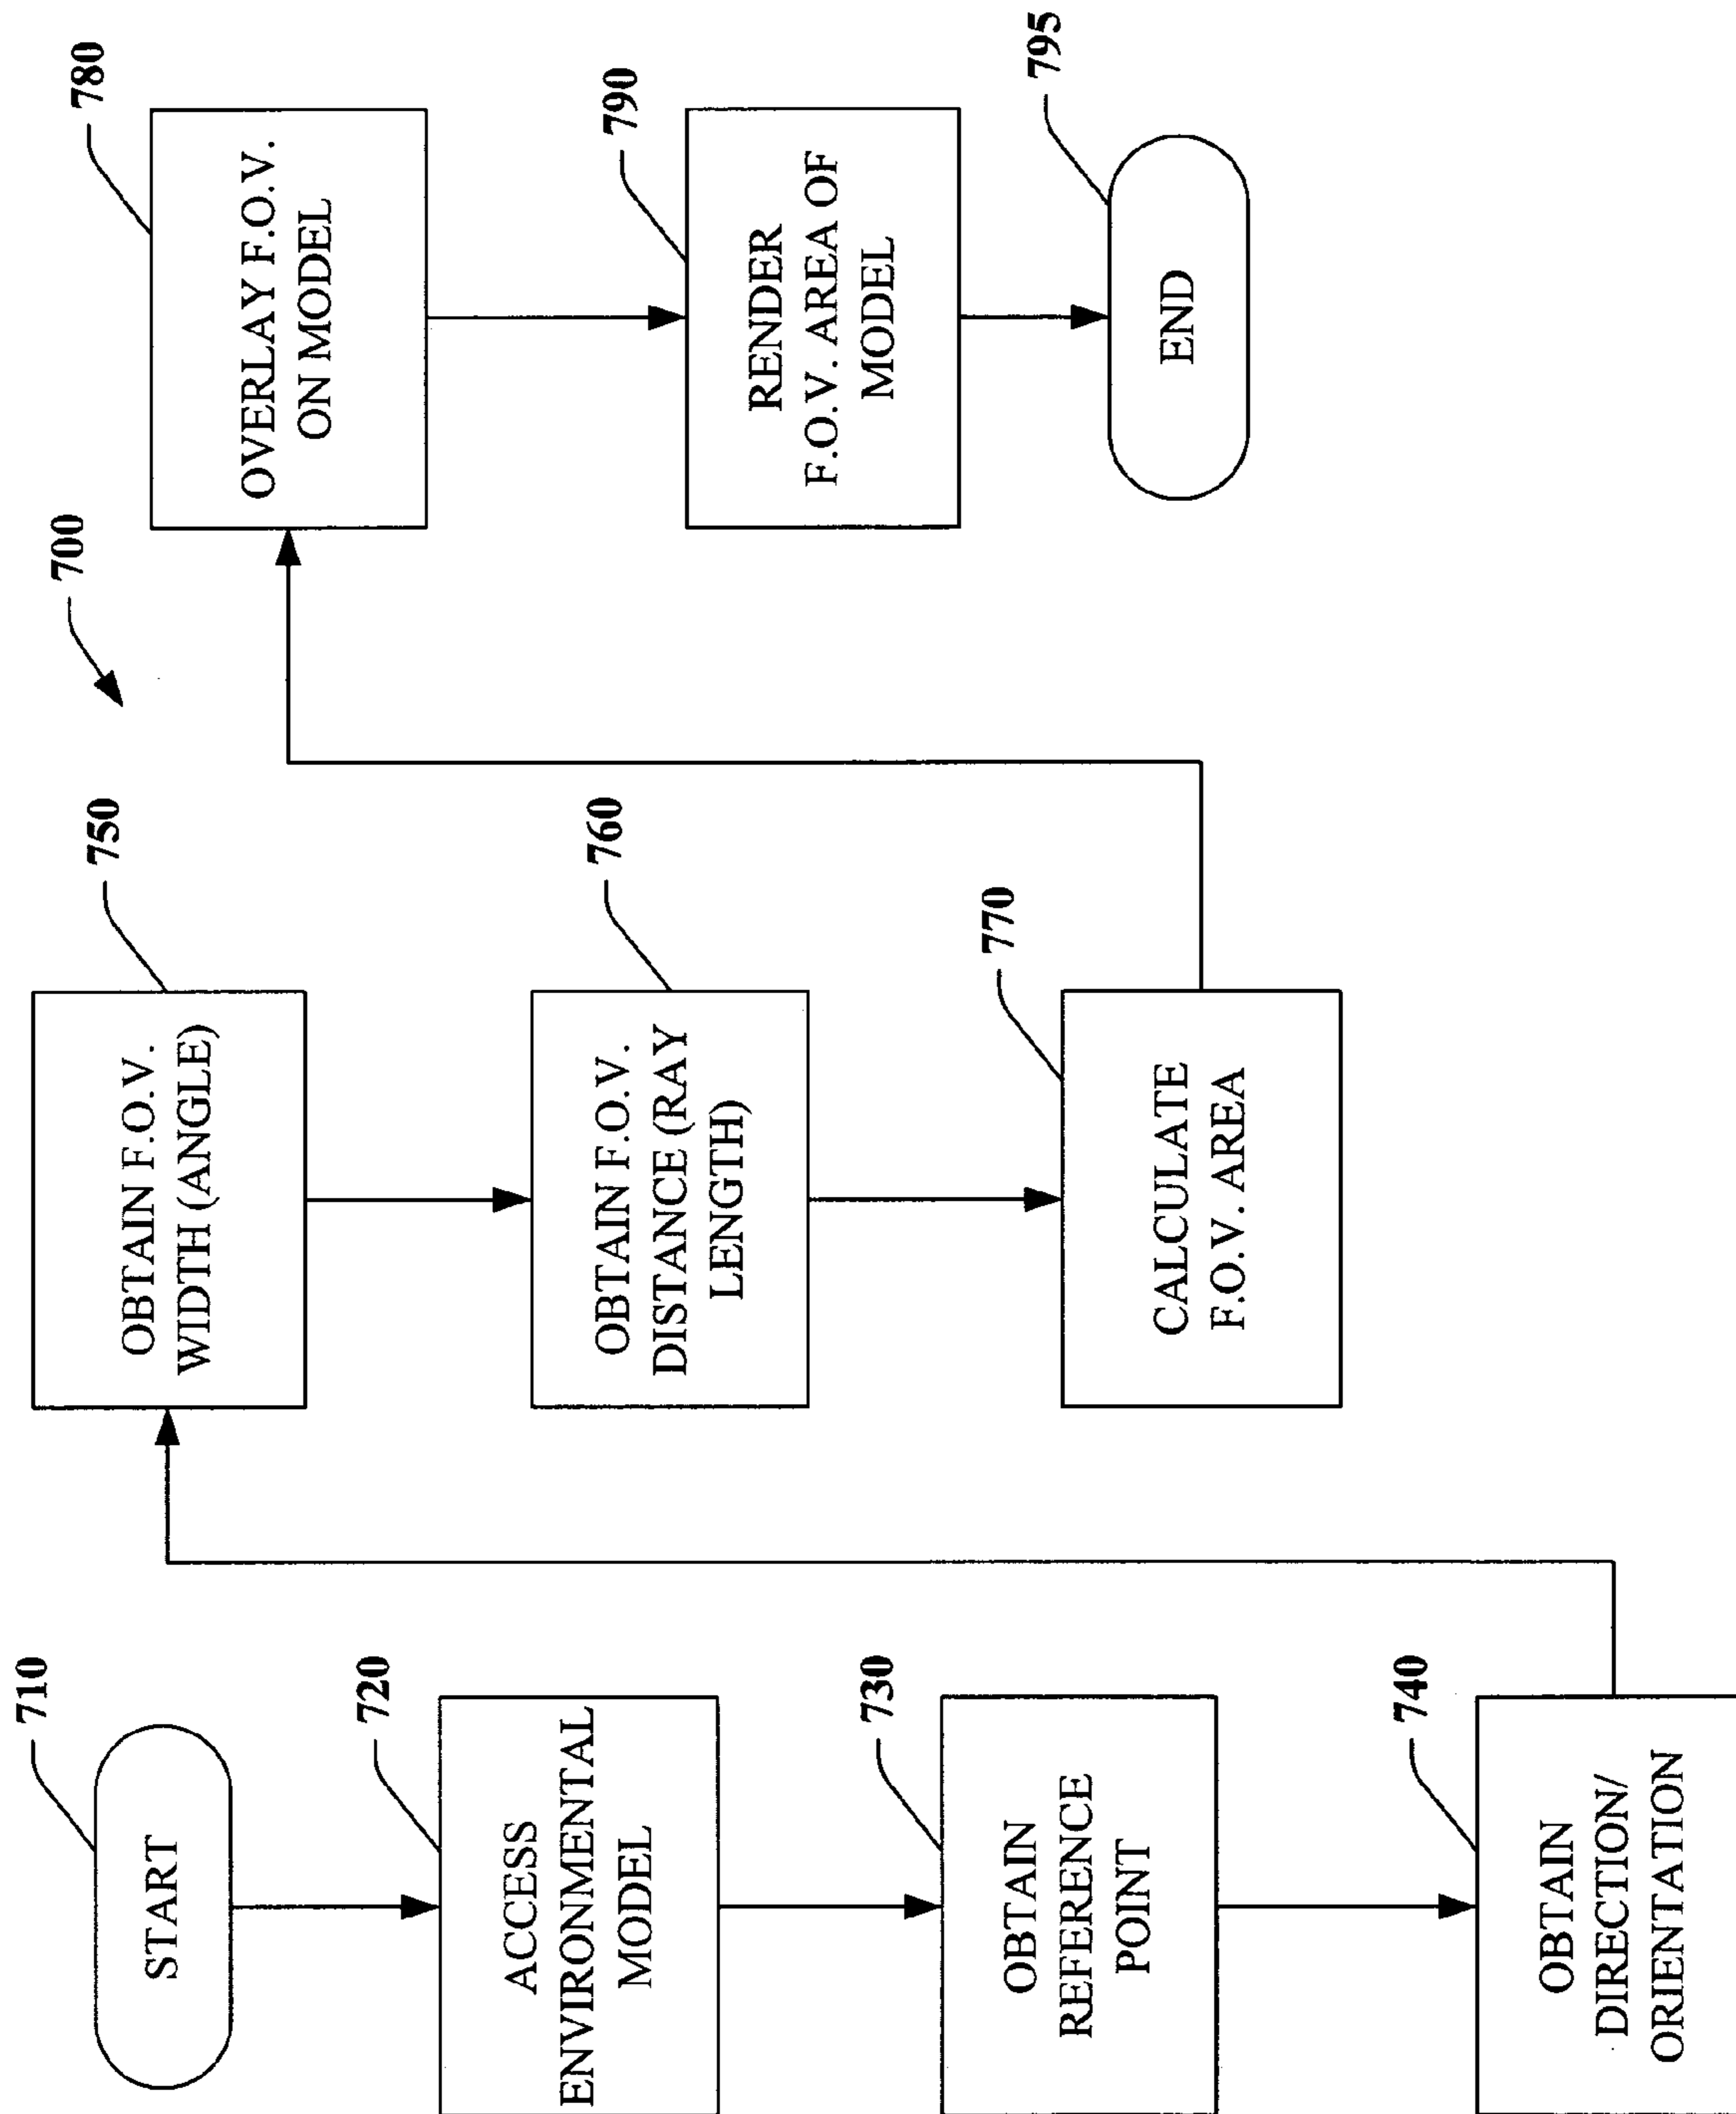 700
710
START
720
ACCESS
ENVIRONMENTAL
MODEL
730
OBTAIN
REFERENCE
POINT
740
OBTAIN
DIRECTION/
ORIENTATION
750
OBTAIN F.O.V.
WIDTH (ANGLE)
760
OBTAIN F.O.V.
DISTANCE (RAY
LENGTH)
770
CALCULATE
F.O.V. AREA
780
OVERLAY F.O.V.
ON MODEL
790
RENDER
F.O.V. AREA OF
MODEL
795
END